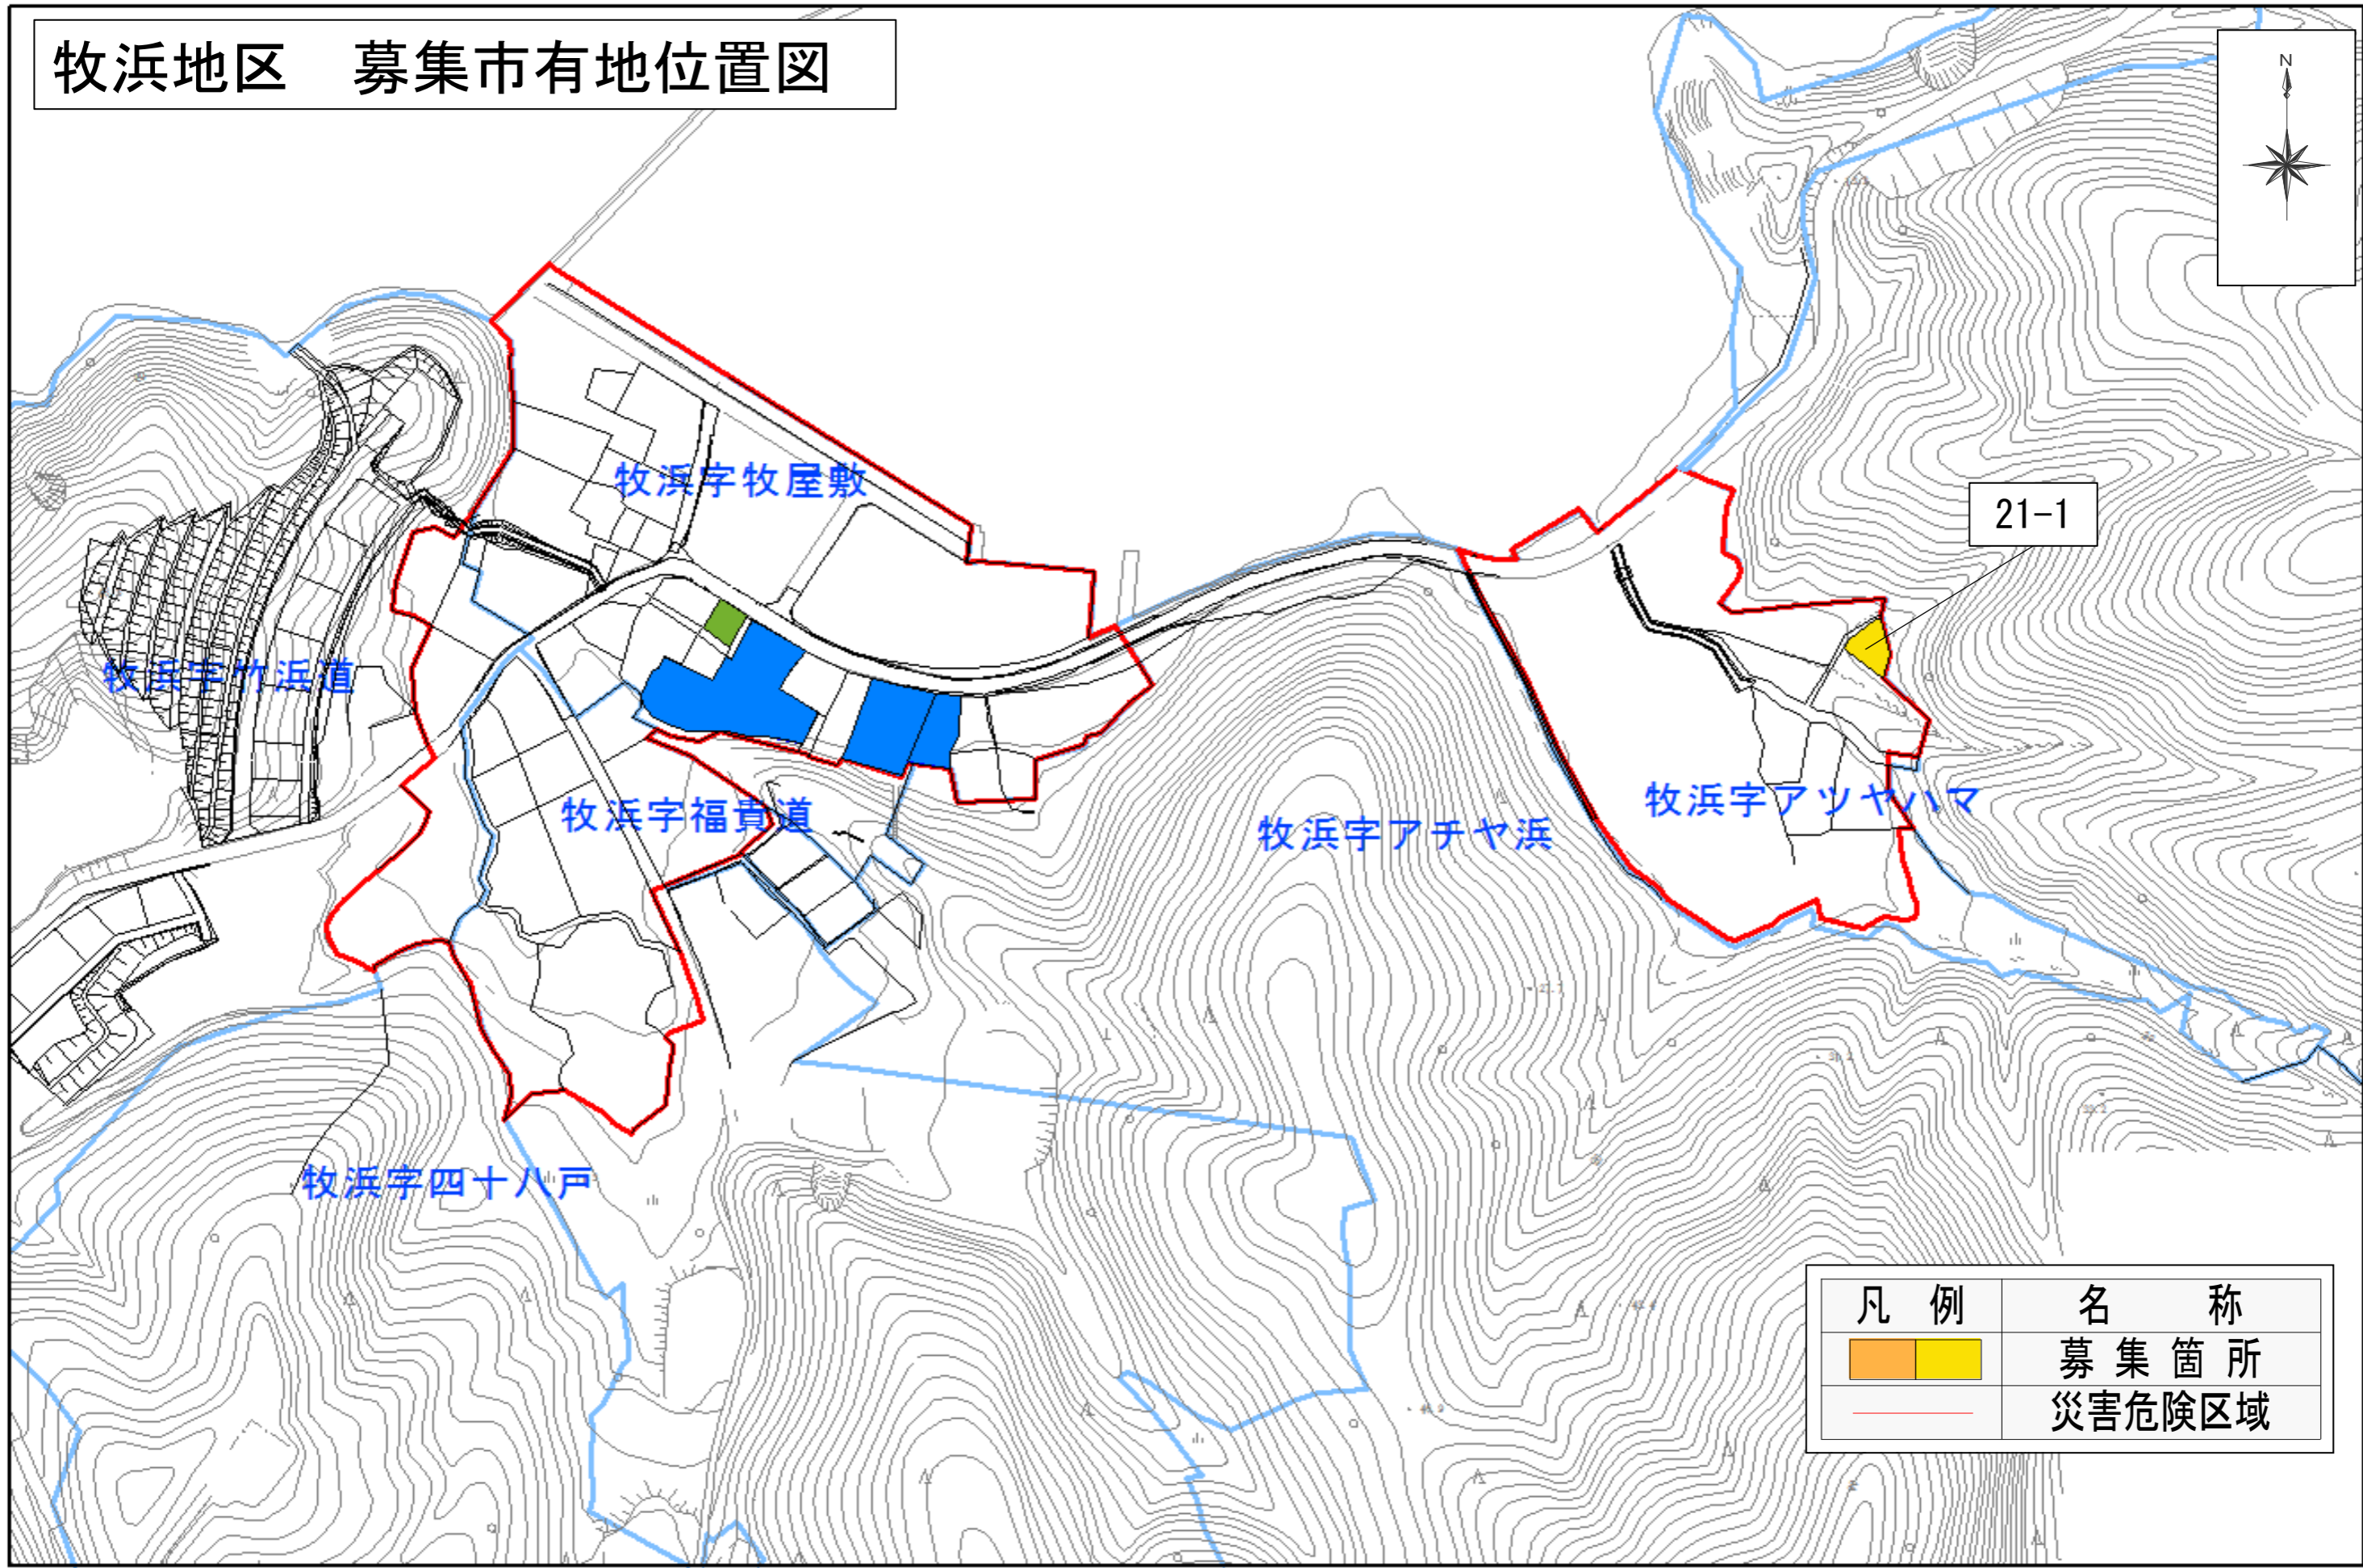 牧浜地区 募集市有地位置図
N
牧浜字牧屋敷
21-1
牧浜字竹浜道
牧浜字福貴道
牧浜字アチヤ浜
牧浜字アツヤハマ
牧浜字四十八戸
凡 例 名 称
募集箇所
災害危険区域